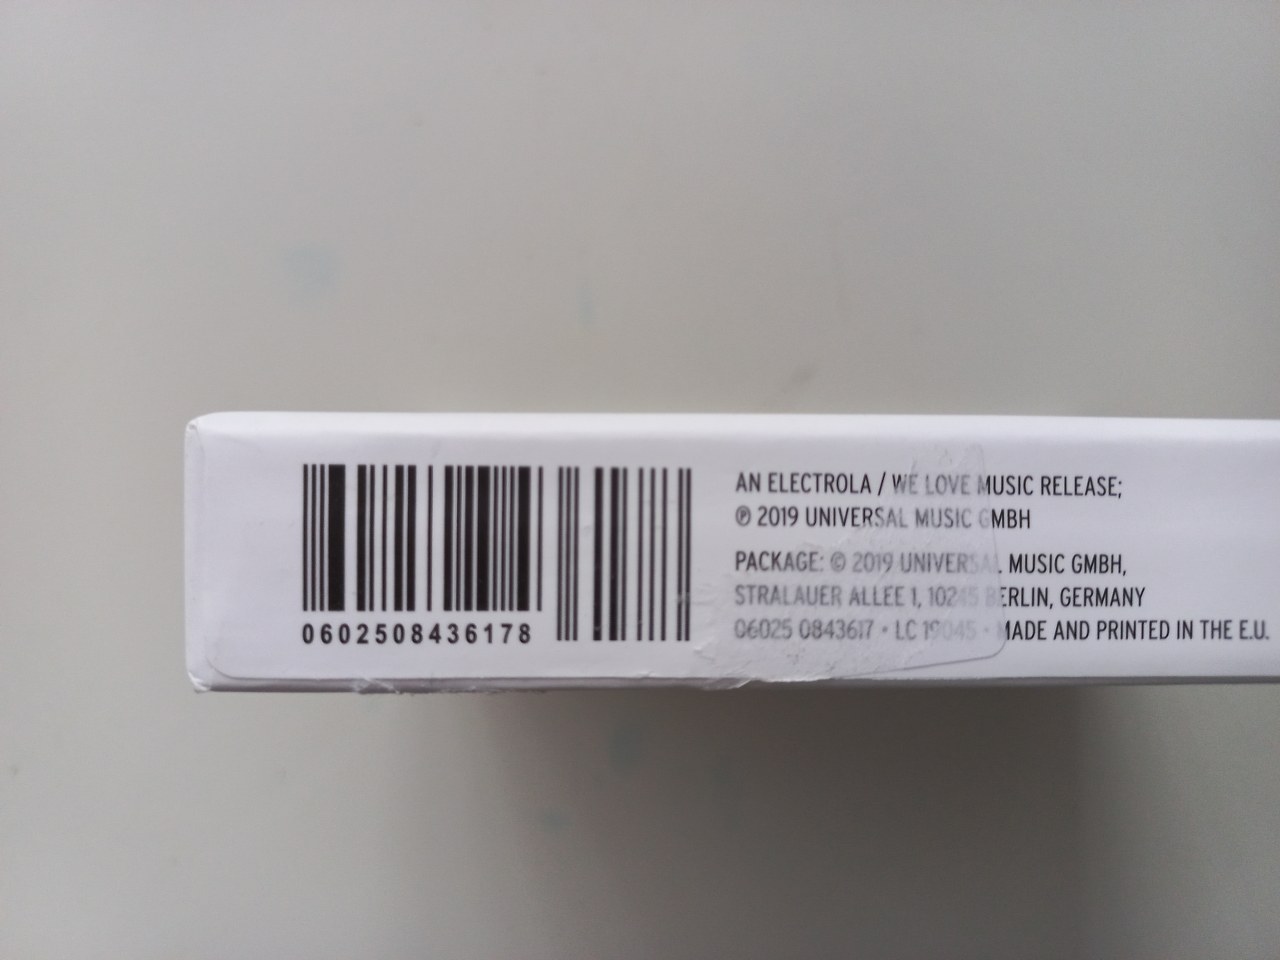 0602508436178
AN ELECTROLA / WE LOVE MUSIC RELEASE;
℗ 2019 UNIVERSAL MUSIC GMBH
PACKAGE: © 2019 UNIVERSAL MUSIC GMBH,
STRALAUER ALLEE 1, 10245 BERLIN, GERMANY
06025 0843617 • LC 19045 • MADE AND PRINTED IN THE E.U.